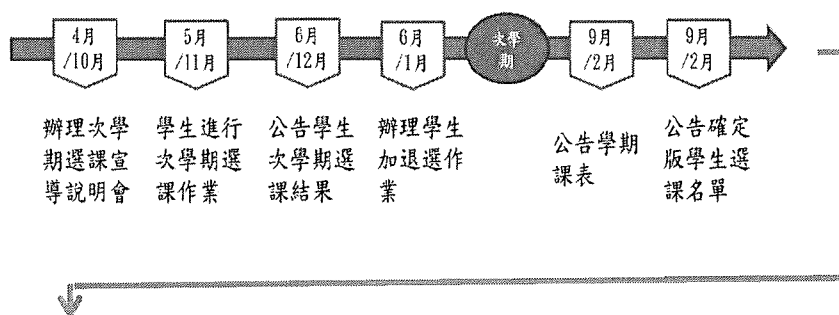 4月
/10月
5月
/11月
6月
/12月
6月
/1月
次學
期
9月
/2月
9月
/2月
辦理次學
期選課宣
導說明會
學生進行
次學期選
課作業
公告學生
次學期選
課結果
辦理學生
加退選作
業
公告學期
課表
公告確定
版學生選
課名單